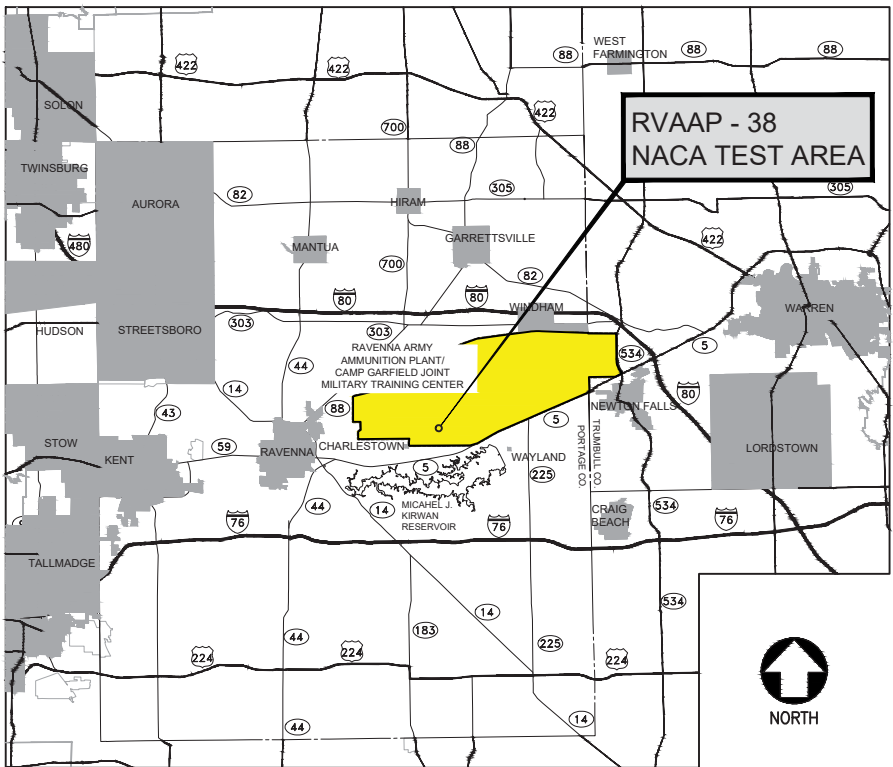 WEST
FARMINGTON
88
88
88
422
422
422
SOLON
RVAAP - 38
NACA TEST AREA
700
88
TWINSBURG
82
305
305
AURORA
HIRAM
480
MANTUA
GARRETTSVILLE
422
700
82
80
80
WINDHAM
WARREN
HUDSON
STREETSBORO
303
303
5
534
RAVENNA ARMY
AMMUNITION PLANT/
CAMP GARFIELD JOINT
MILITARY TRAINING CENTER
44
14
88
80
43
NEWTON FALLS
5
STOW
KENT
59
RAVENNA
CHARLESTOWN
WAYLAND
TRUMBULL CO.
PORTAGE CO.
LORDSTOWN
5
225
44
14
MICAHEL J.
KIRWAN
RESERVOIR
534
76
76
CRAIG
BEACH
76
TALLMADGE
534
14
44
183
225
224
224
224
14
44
NORTH